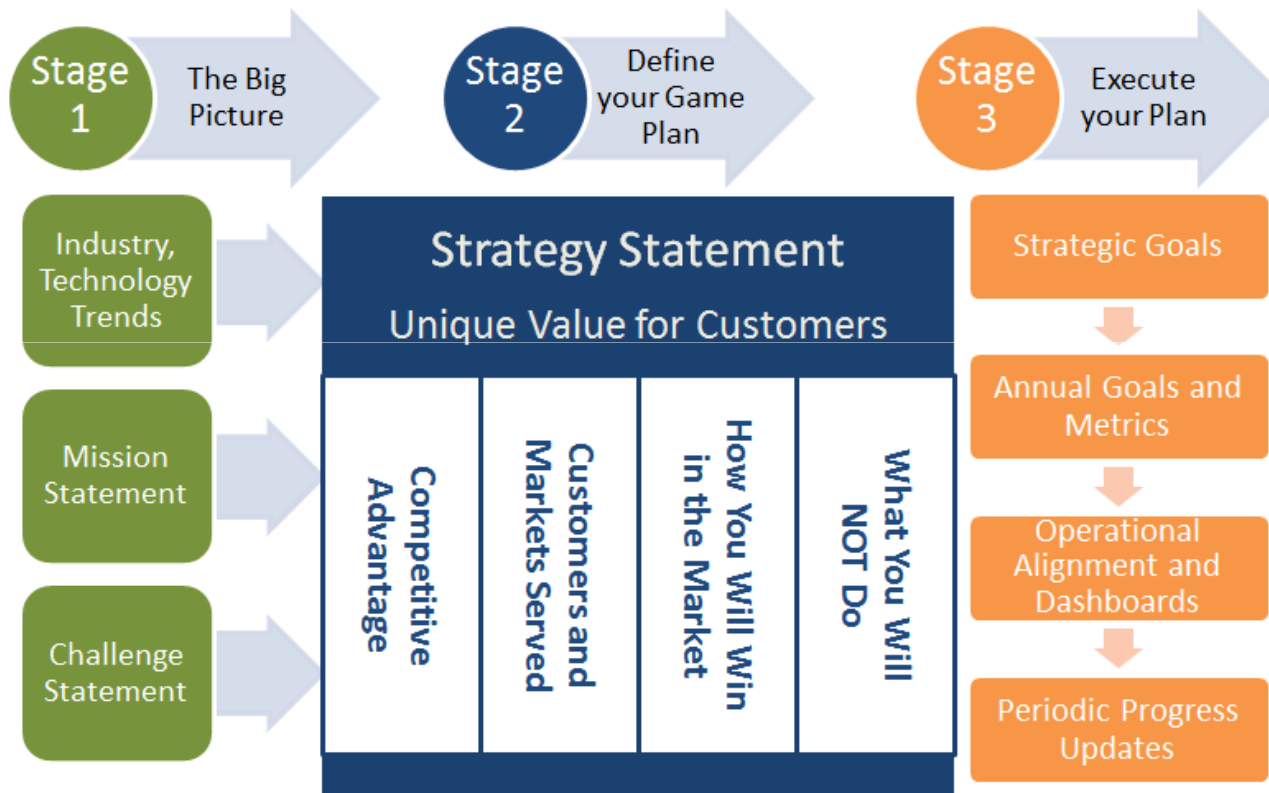 Stage
1
The Big
Picture
Stage
2
Define
your Game
Plan
Stage
3
Execute
your Plan
Industry,
Technology
Trends
Mission
Statement
Challenge
Statement
Strategy Statement
Unique Value for Customers
Competitive
Advantage
Customers and
Markets Served
How You Will Win
in the Market
What You Will
NOT Do
Strategic Goals
Annual Goals and
Metrics
Operational
Alignment and
Dashboards
Periodic Progress
Updates